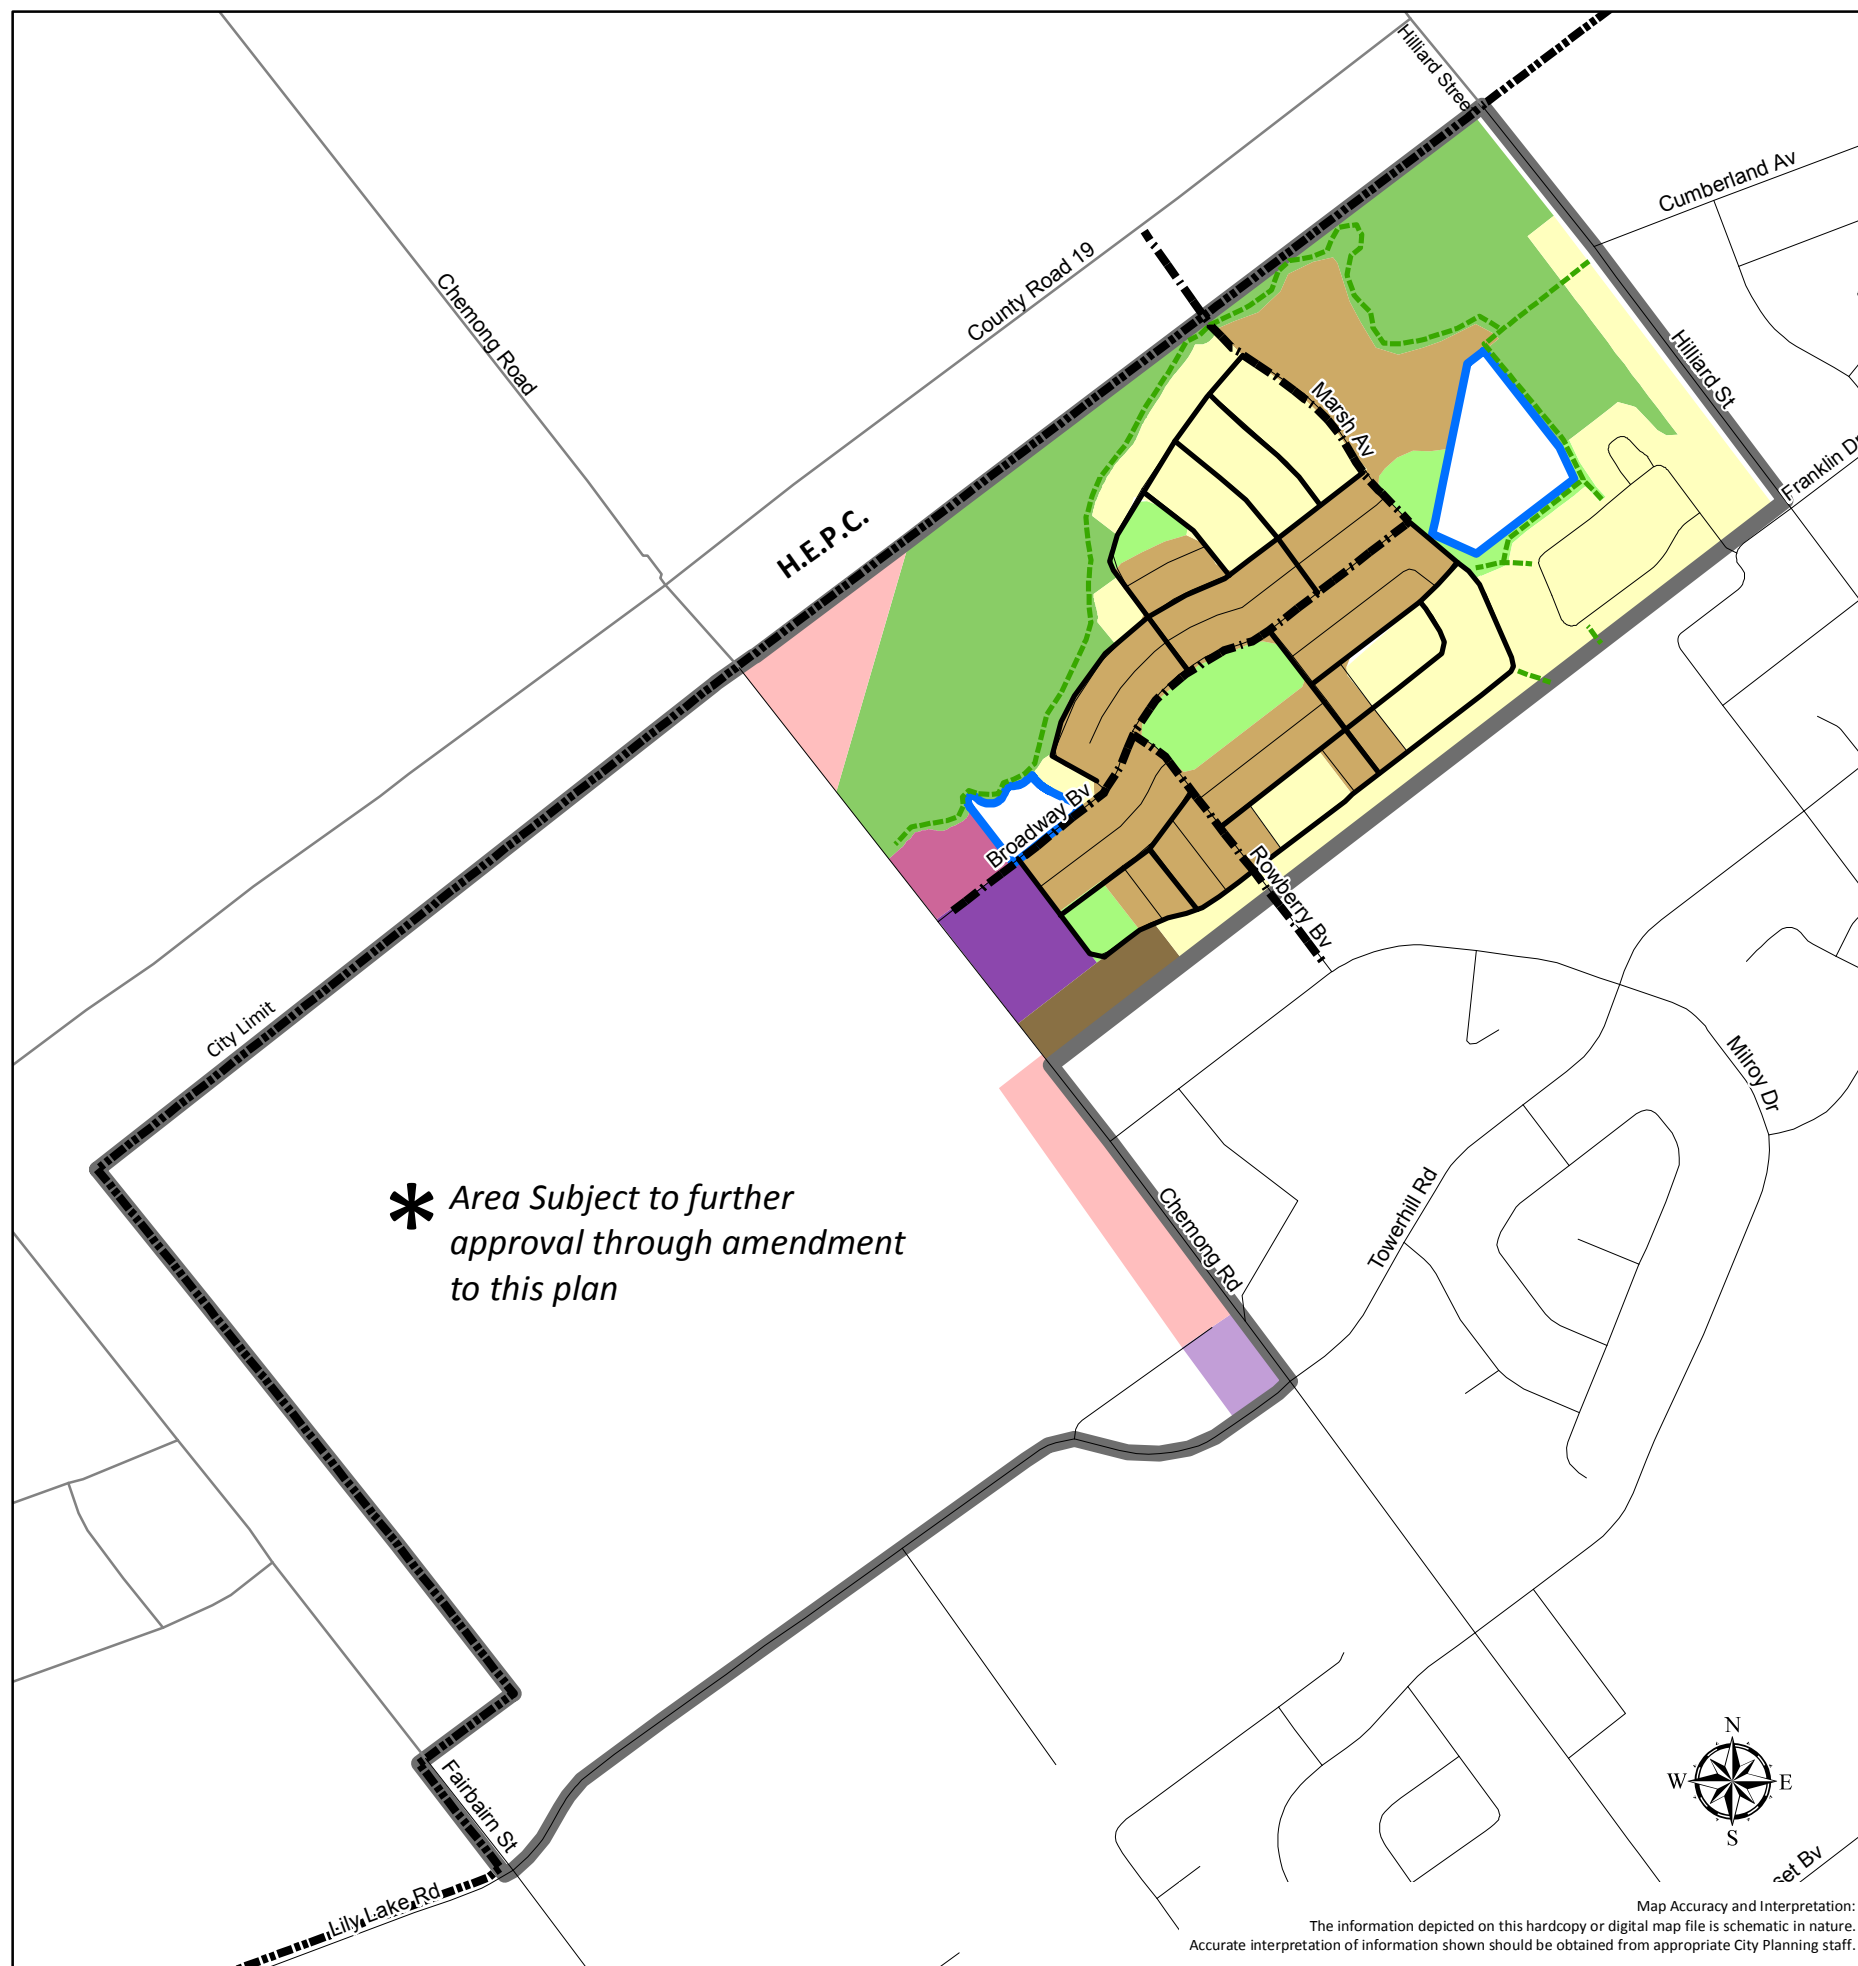 Hilliard Stree
Cumberland Av
County Road 19
Chemong Road
Hilliard St
Marsh Av
Franklin Dr
H.E.P.C.
Broadway Bv
Rowberry Bv
City Limit
Milroy Dr
* Area Subject to further
approval through amendment
to this plan
Chemong Rd
Towerhill Rd
Fairbairn St
Lily Lake Rd
N
W E
S
set Bv
Map Accuracy and Interpretation:
The information depicted on this hardcopy or digital map file is schematic in nature.
Accurate interpretation of information shown should be obtained from appropriate City Planning staff.